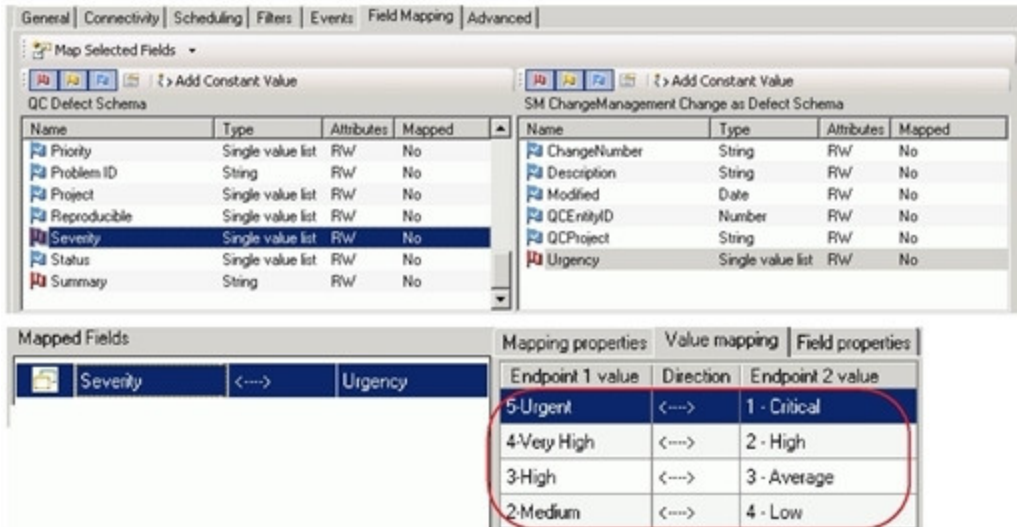 General Connectivity Scheduling Filters Events Field Mapping Advanced
Map Selected Fields
Add Constant Value
QC Defect Schema
Name Type Attributes Mapped
Priority Single value list RW No
Problem ID String RW No
Project Single value list RW No
Reproducible Single value list RW No
Severity Single value list RW No
Status Single value list RW No
Summary String RW No
Add Constant Value
SM ChangeManagement Change as Defect Schema
Name Type Attributes Mapped
ChangeNumber String RW No
Description String RW No
Modified Date RW No
QCEntityID Number RW No
QCProject String RW No
Urgency Single value list RW No
Mapped Fields
Severity <---> Urgency
Mapping properties Value mapping Field properties
Endpoint 1 value Direction Endpoint 2 value
5-Urgent <---> 1 - Critical
4-Very High <---> 2 - High
3-High <---> 3 - Average
2-Medium <---> 4 - Low